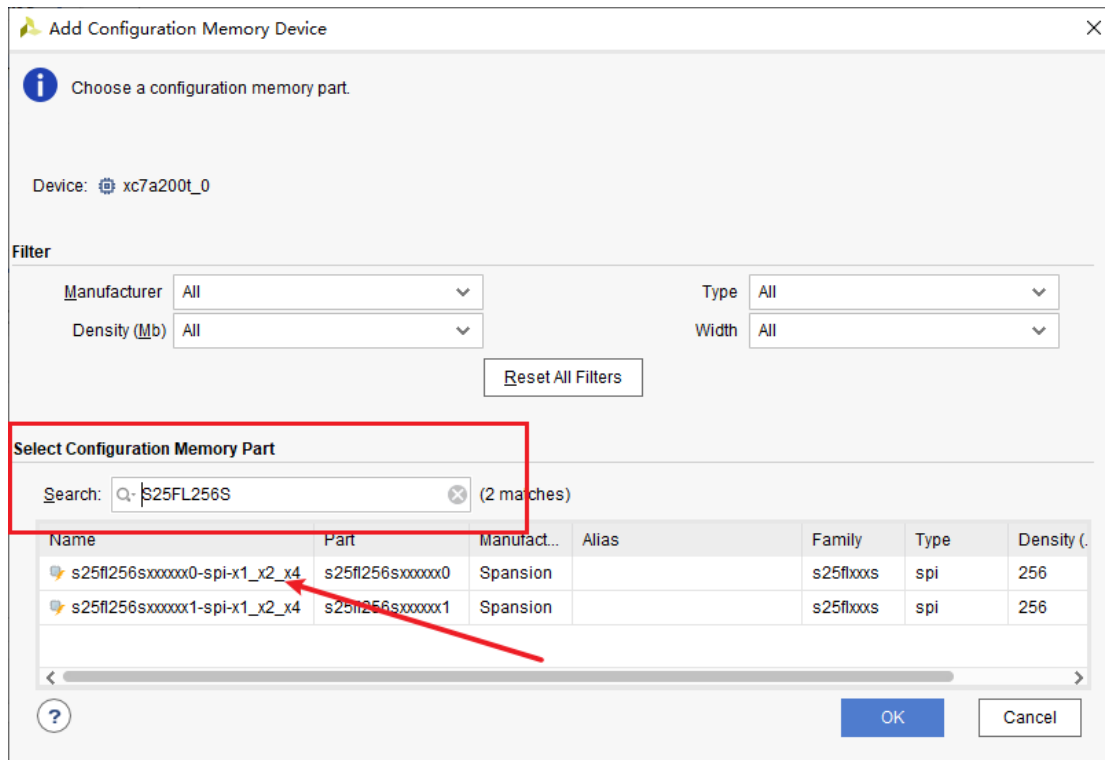 Add Configuration Memory Device
Choose a configuration memory part.
Device: xc7a200t_0
Filter
Manufacturer All Type All
Density (Mb) All Width All
Reset All Filters
Select Configuration Memory Part
Search: S25FL256S (2 matches)
Name Part Manufact... Alias Family Type Density (.
s25fl256sxxxxxx0-spi-x1_x2_x4 s25fl256sxxxxxx0 Spansion s25flxxxs spi 256
s25fl256sxxxxxx1-spi-x1_x2_x4 s25fl256sxxxxxx1 Spansion s25flxxxs spi 256
? OK Cancel